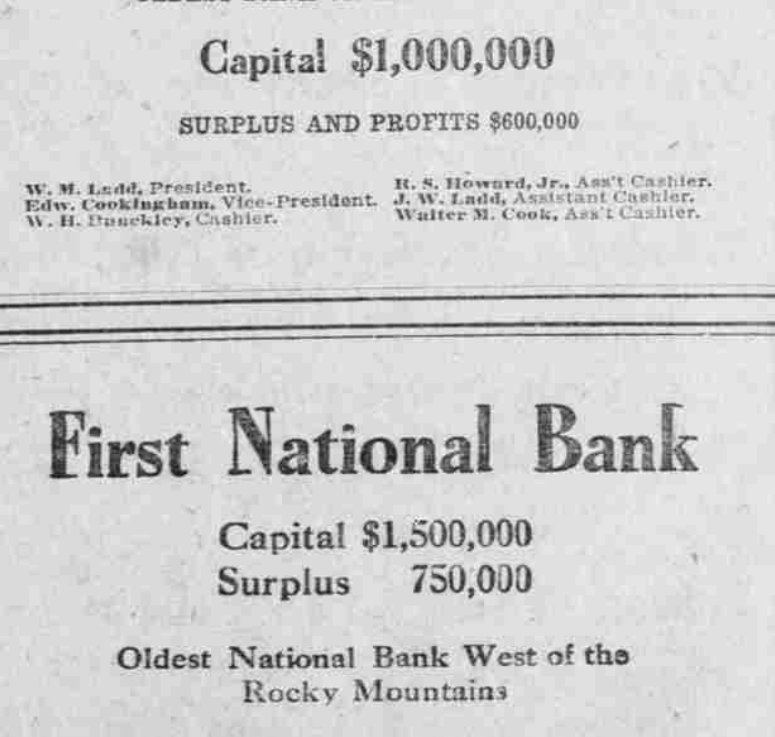 Capital $1,000,000
SURPLUS AND PROFITS $600,000
W. M. Ladd, President.
Edw. Cookingham, Vice-President.
W. H. Dunckley, Cashier.
R. S. Howard, Jr., Ass't Cashier.
J. W. Ladd, Assistant Cashier.
Walter M. Cook, Ass't Cashier.
First National Bank
Capital $1,500,000
Surplus 750,000
Oldest National Bank West of the
Rocky Mountains